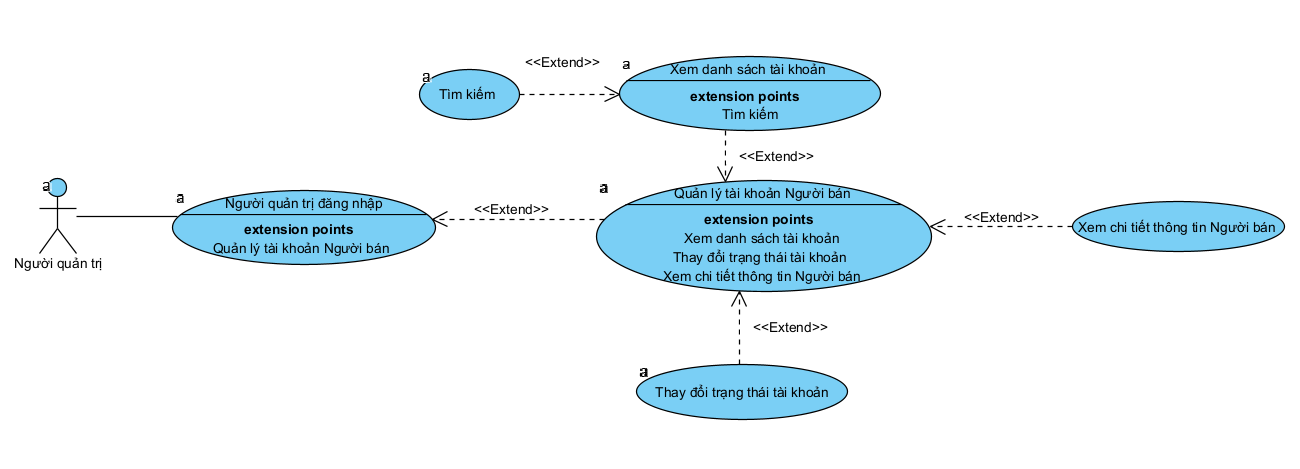 <<Extend>>
a
Tìm kiếm
a
Xem danh sách tài khoản
extension points
Tìm kiếm
<<Extend>>
a
Người quản trị
a
Người quản trị đăng nhập
extension points
Quản lý tài khoản Người bán
<<Extend>>
a
Quản lý tài khoản Người bán
extension points
Xem danh sách tài khoản
Thay đổi trạng thái tài khoản
Xem chi tiết thông tin Người bán
<<Extend>>
Xem chi tiết thông tin Người bán
<<Extend>>
a
Thay đổi trạng thái tài khoản